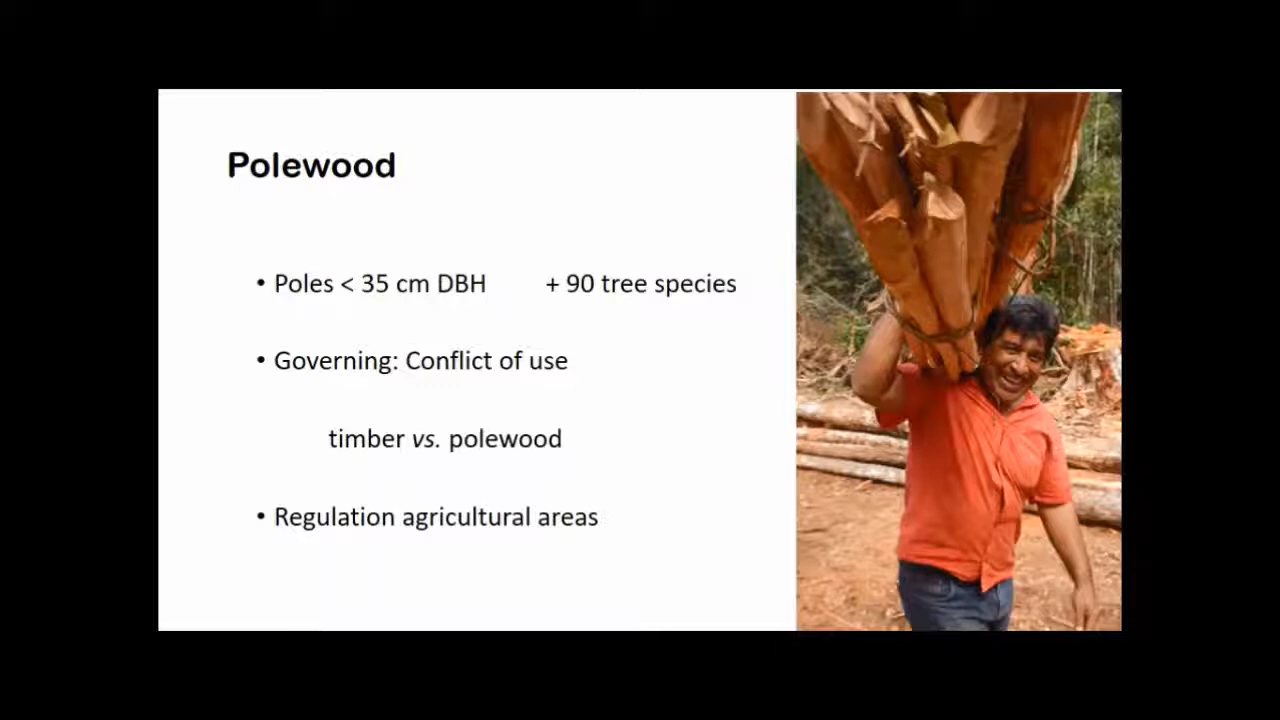 Polewood
• Poles < 35 cm DBH + 90 tree species
• Governing: Conflict of use
timber vs. polewood
• Regulation agricultural areas